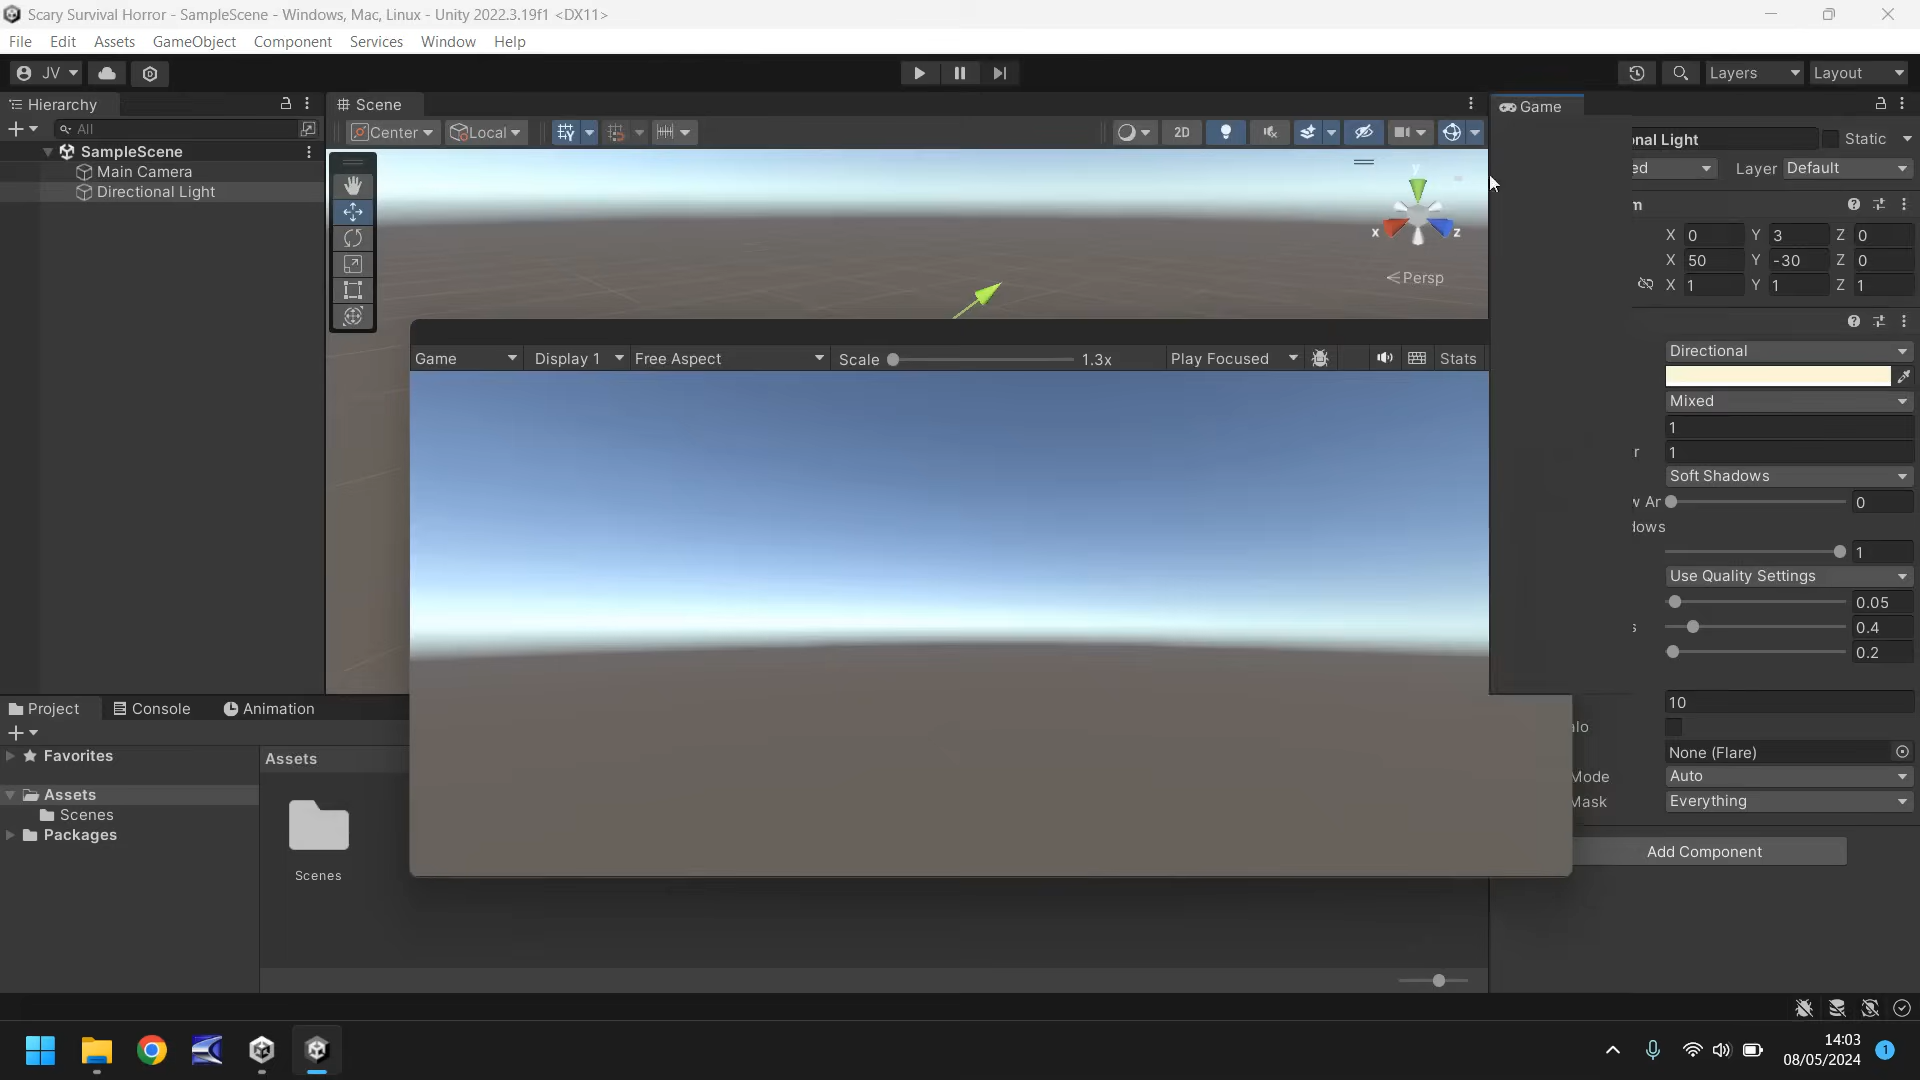 Scary Survival Horror - SampleScene - Windows, Mac, Linux - Unity 2022.3.19f1 <DX11>
File Edit Assets GameObject Component Services Window Help
JV Layers Layout
Hierarchy Scene Game
All Center Local 2D
onal Light Static
SampleScene
Main Camera
ed Layer Default
Directional Light
m
y
x z
X 0 Y 3 Z 0
X 50 Y -30 Z 0
Persp
X 1 Y 1 Z 1
Game Display 1 Free Aspect Scale 1.3x Play Focused Stats
Directional
Mixed
1
r 1
Soft Shadows
w Ar 0
dows
1
Use Quality Settings
0.05
s 0.4
0.2
10
alo
None (Flare)
Mode Auto
Mask Everything
Add Component
Project Console Animation
Favorites
Assets
Scenes
Packages
Assets
Scenes
14:03
08/05/2024 1